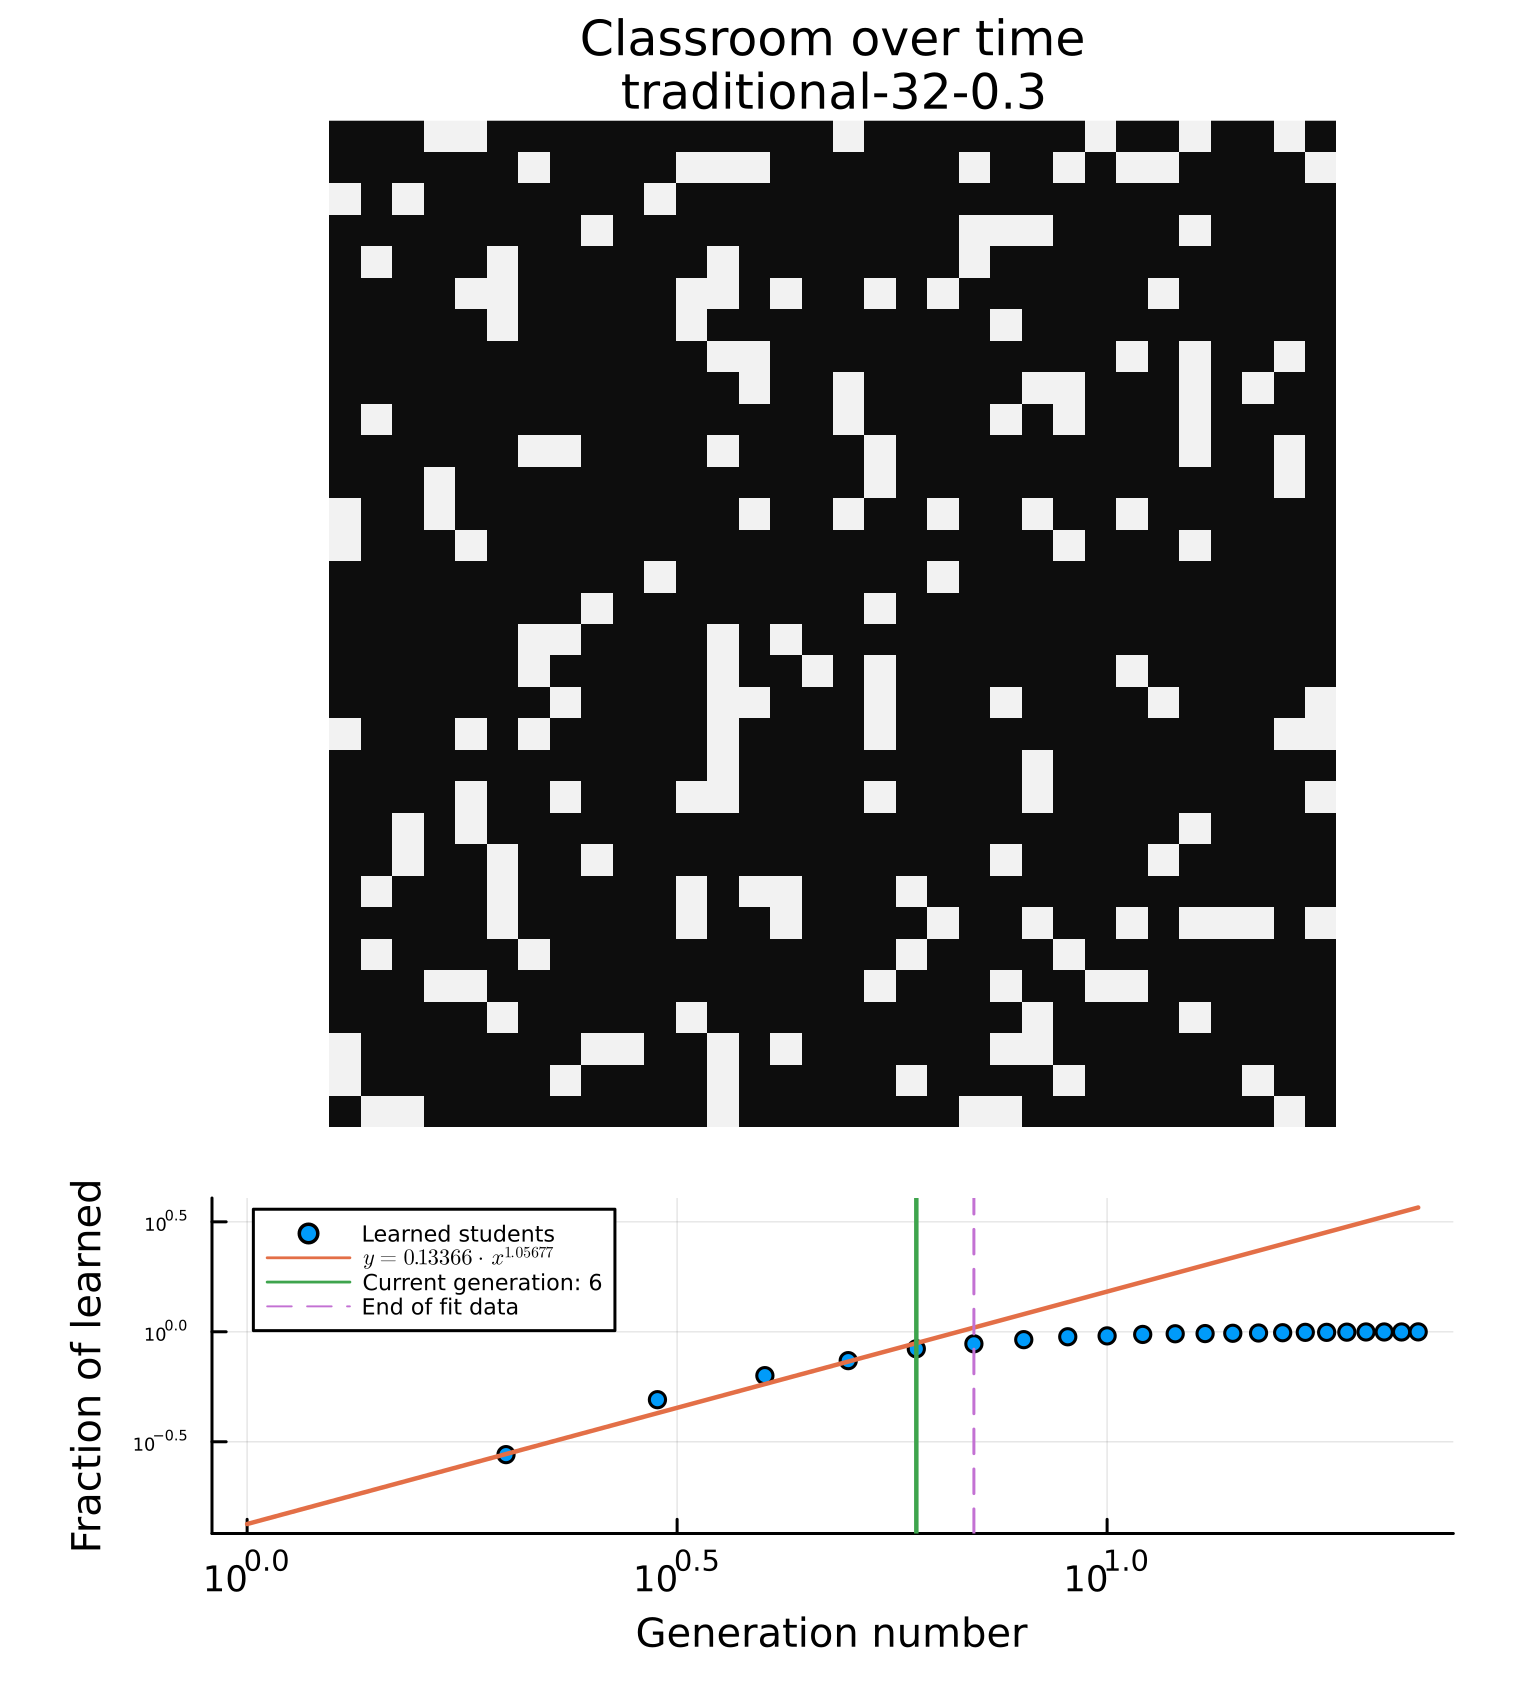 Classroom over time
traditional-32-0.3
Fraction of learned
10^0.5
10^0.0
10^−0.5
Learned students
y = 0.13366 · x^1.05677
Current generation: 6
End of fit data
10^0.0 10^0.5 10^1.0
Generation number